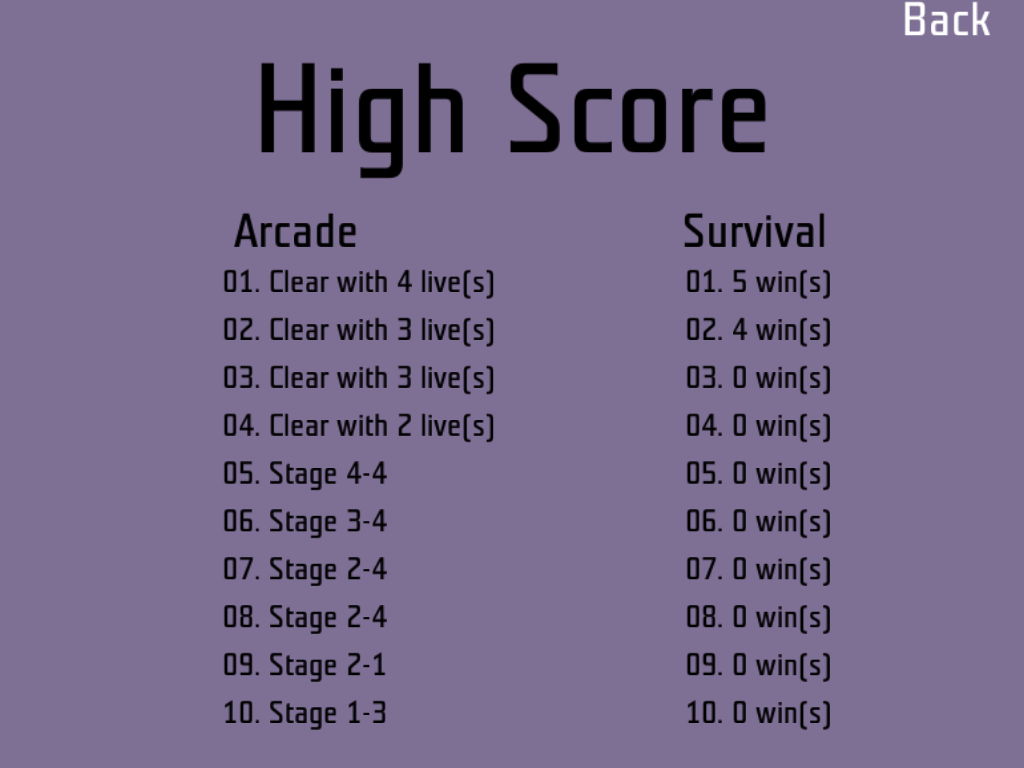 Back
High Score
Arcade
01. Clear with 4 live(s)
02. Clear with 3 live(s)
03. Clear with 3 live(s)
04. Clear with 2 live(s)
05. Stage 4-4
06. Stage 3-4
07. Stage 2-4
08. Stage 2-4
09. Stage 2-1
10. Stage 1-3
Survival
01. 5 win(s)
02. 4 win(s)
03. 0 win(s)
04. 0 win(s)
05. 0 win(s)
06. 0 win(s)
07. 0 win(s)
08. 0 win(s)
09. 0 win(s)
10. 0 win(s)